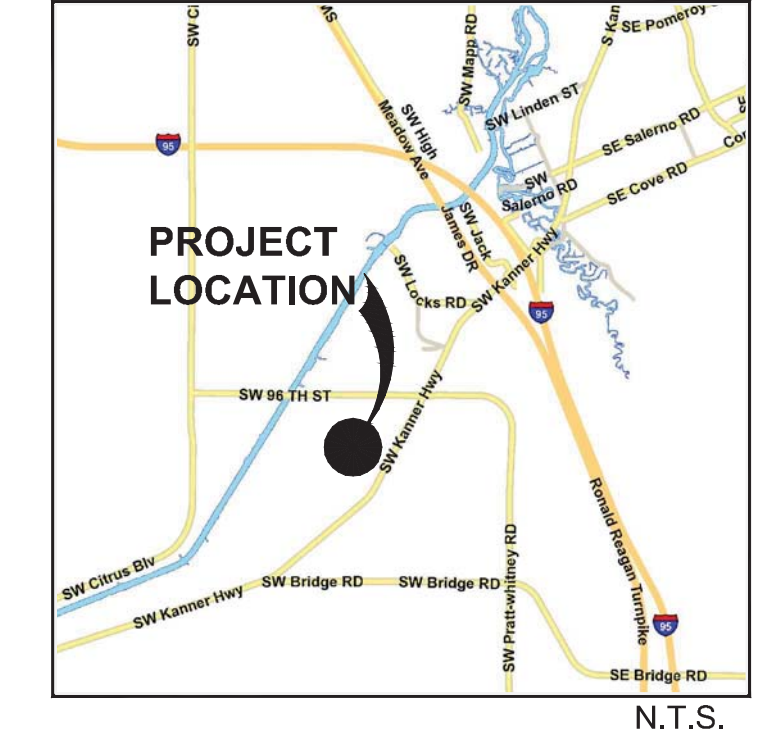 SW Ci
MS
SW Mapp RD
S Kan
SE Pomeroy
Meadow Ave
SW High
SW Linden ST
SE Salerno RD
Cor
95
SW
Salerno RD
SE Cove RD
PROJECT
LOCATION
SW Jack
James DR
SW Locks RD
SW Kanner Hwy
95
SW 96 TH ST
SW Kanner Hwy
Ronald Reagan Turnpike
SW Pratt-whitney RD
SW Citrus Blv
SW Bridge RD
SW Bridge RD
SW Kanner Hwy
95
SE Bridge RD
N.T.S.